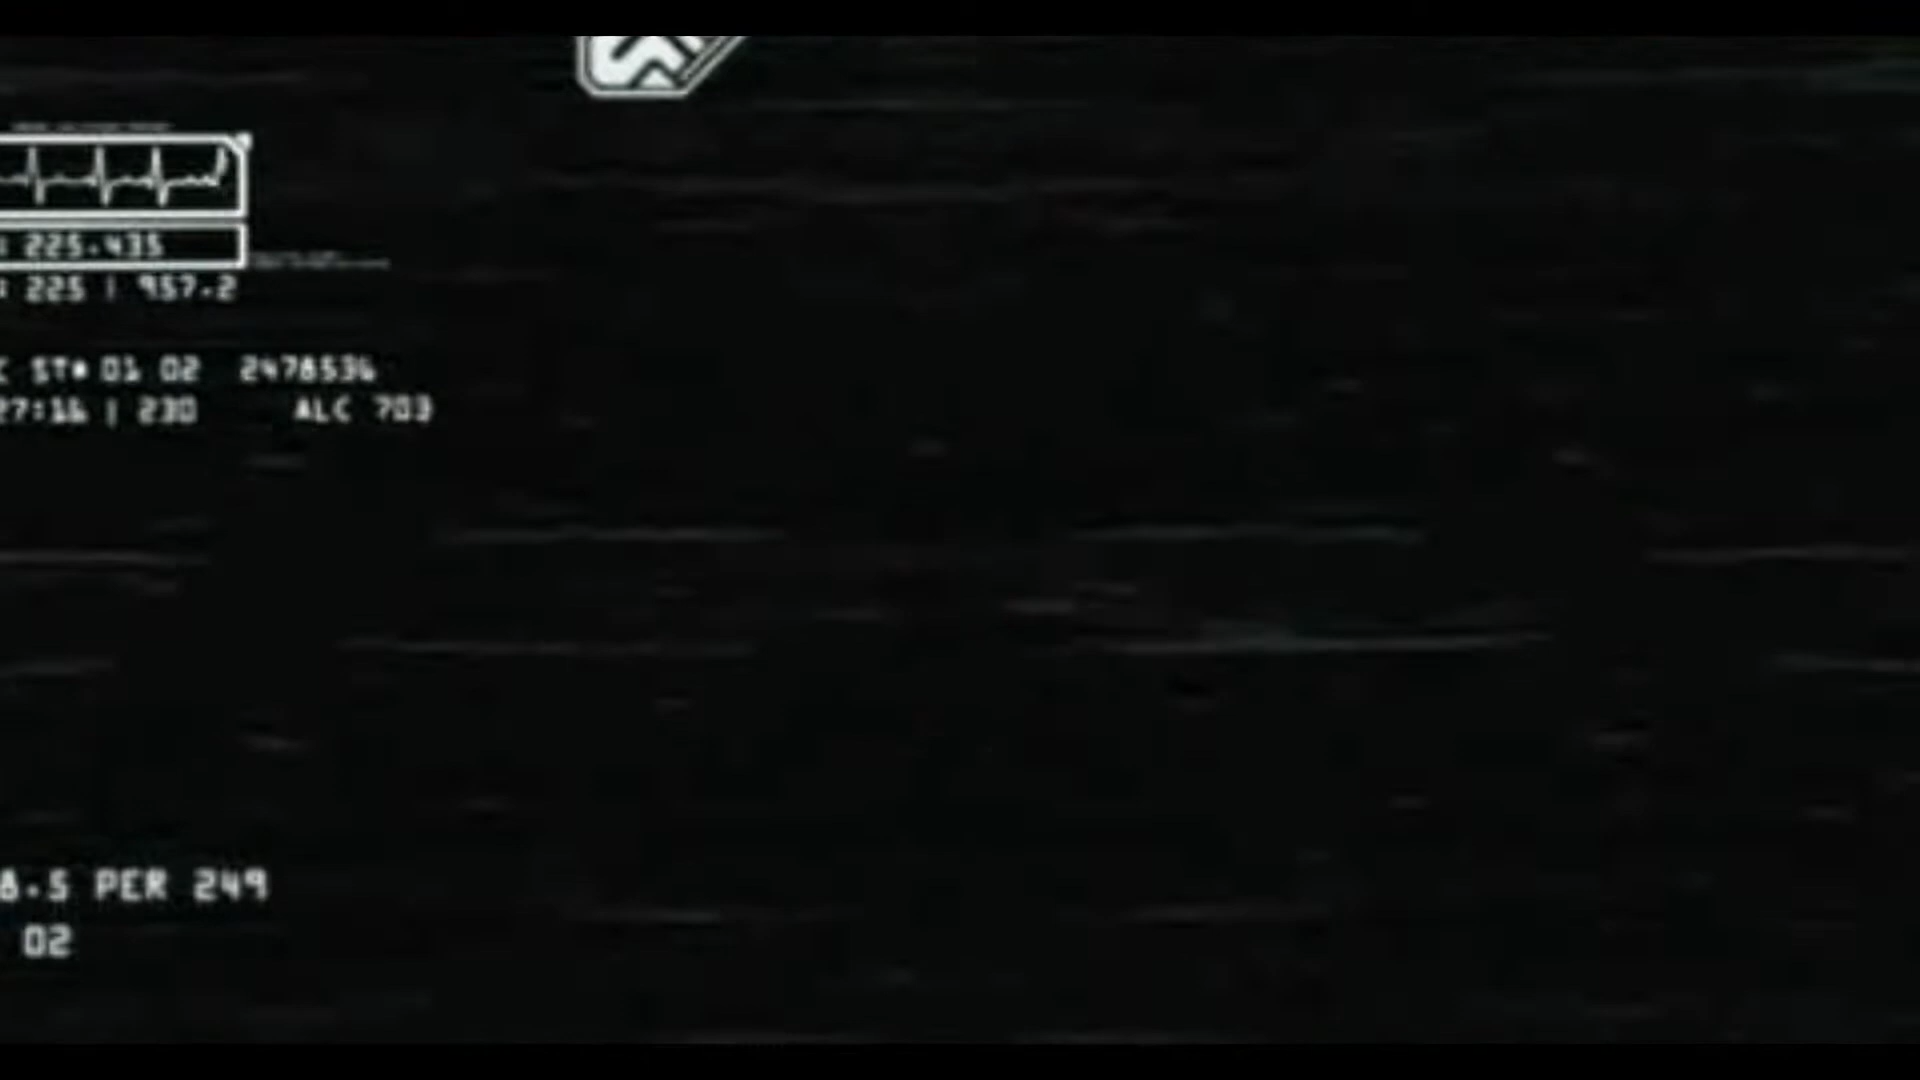 : 225.435
: 225 | 957.2
C ST# 01 02 2478536
27:16 | 230 ALC 703
8.5 PER 249
02